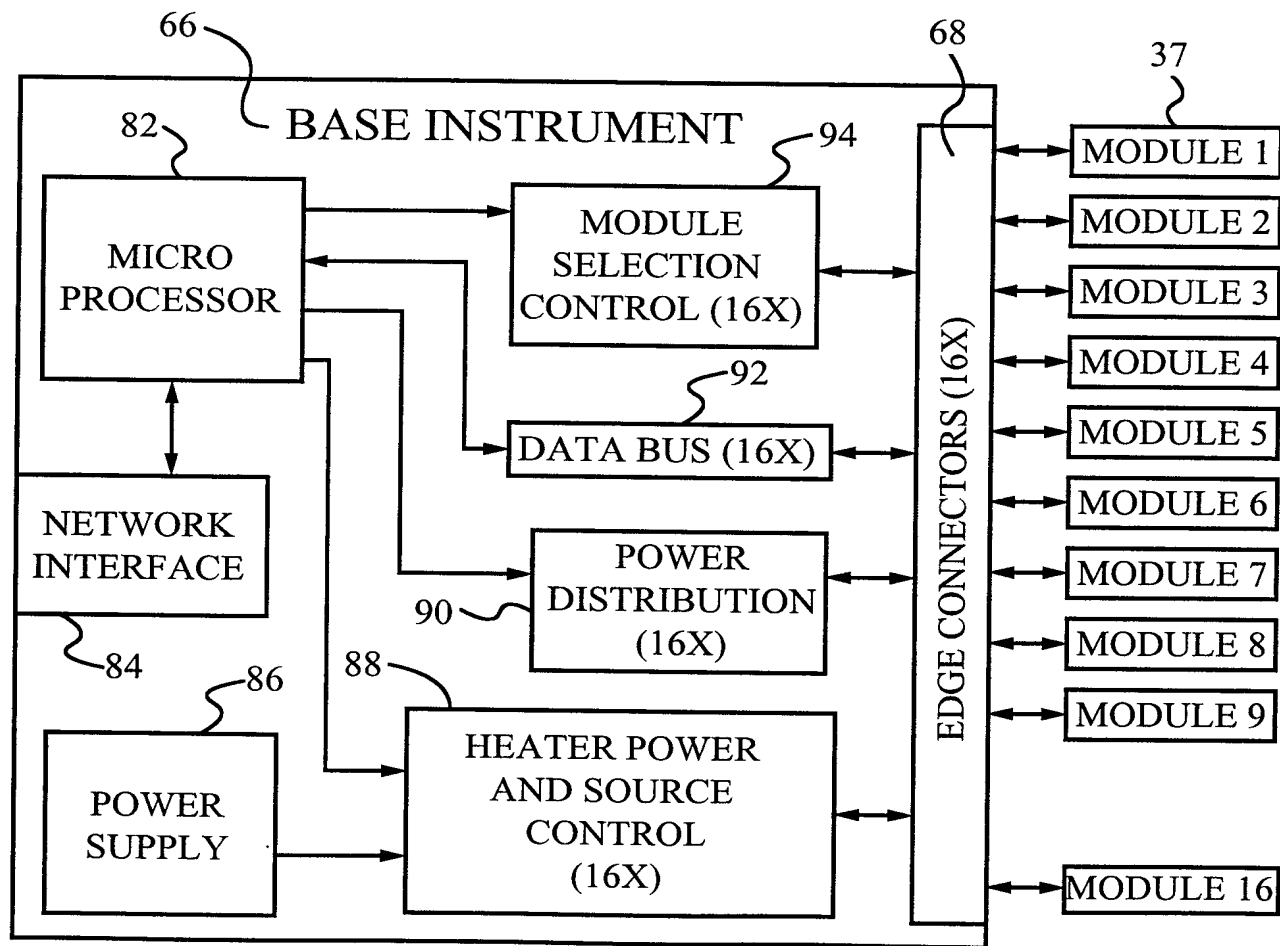 66
68
37
BASE INSTRUMENT
82
94
MICRO
PROCESSOR
MODULE
SELECTION
CONTROL (16X)
92
DATA BUS (16X)
NETWORK
INTERFACE
84
POWER
DISTRIBUTION
(16X)
90
86
88
POWER
SUPPLY
HEATER POWER
AND SOURCE
CONTROL
(16X)
EDGE CONNECTORS (16X)
MODULE 1
MODULE 2
MODULE 3
MODULE 4
MODULE 5
MODULE 6
MODULE 7
MODULE 8
MODULE 9
MODULE 16